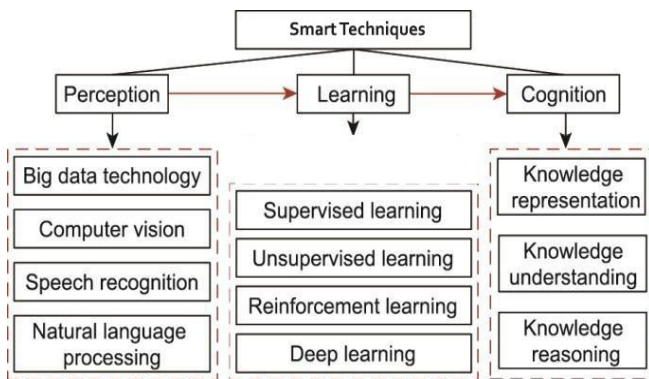 Smart Techniques
Perception
Learning
Cognition
Big data technology
Computer vision
Speech recognition
Natural language
processing
Supervised learning
Unsupervised learning
Reinforcement learning
Deep learning
Knowledge
representation
Knowledge
understanding
Knowledge
reasoning